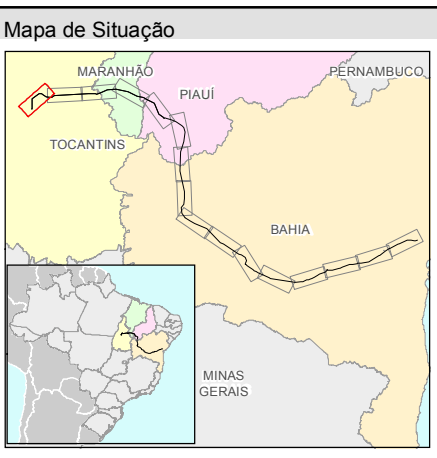 Mapa de Situação
MARANHÃO
PERNAMBUCO
PIAUÍ
TOCANTINS
BAHIA
MINAS
GERAIS